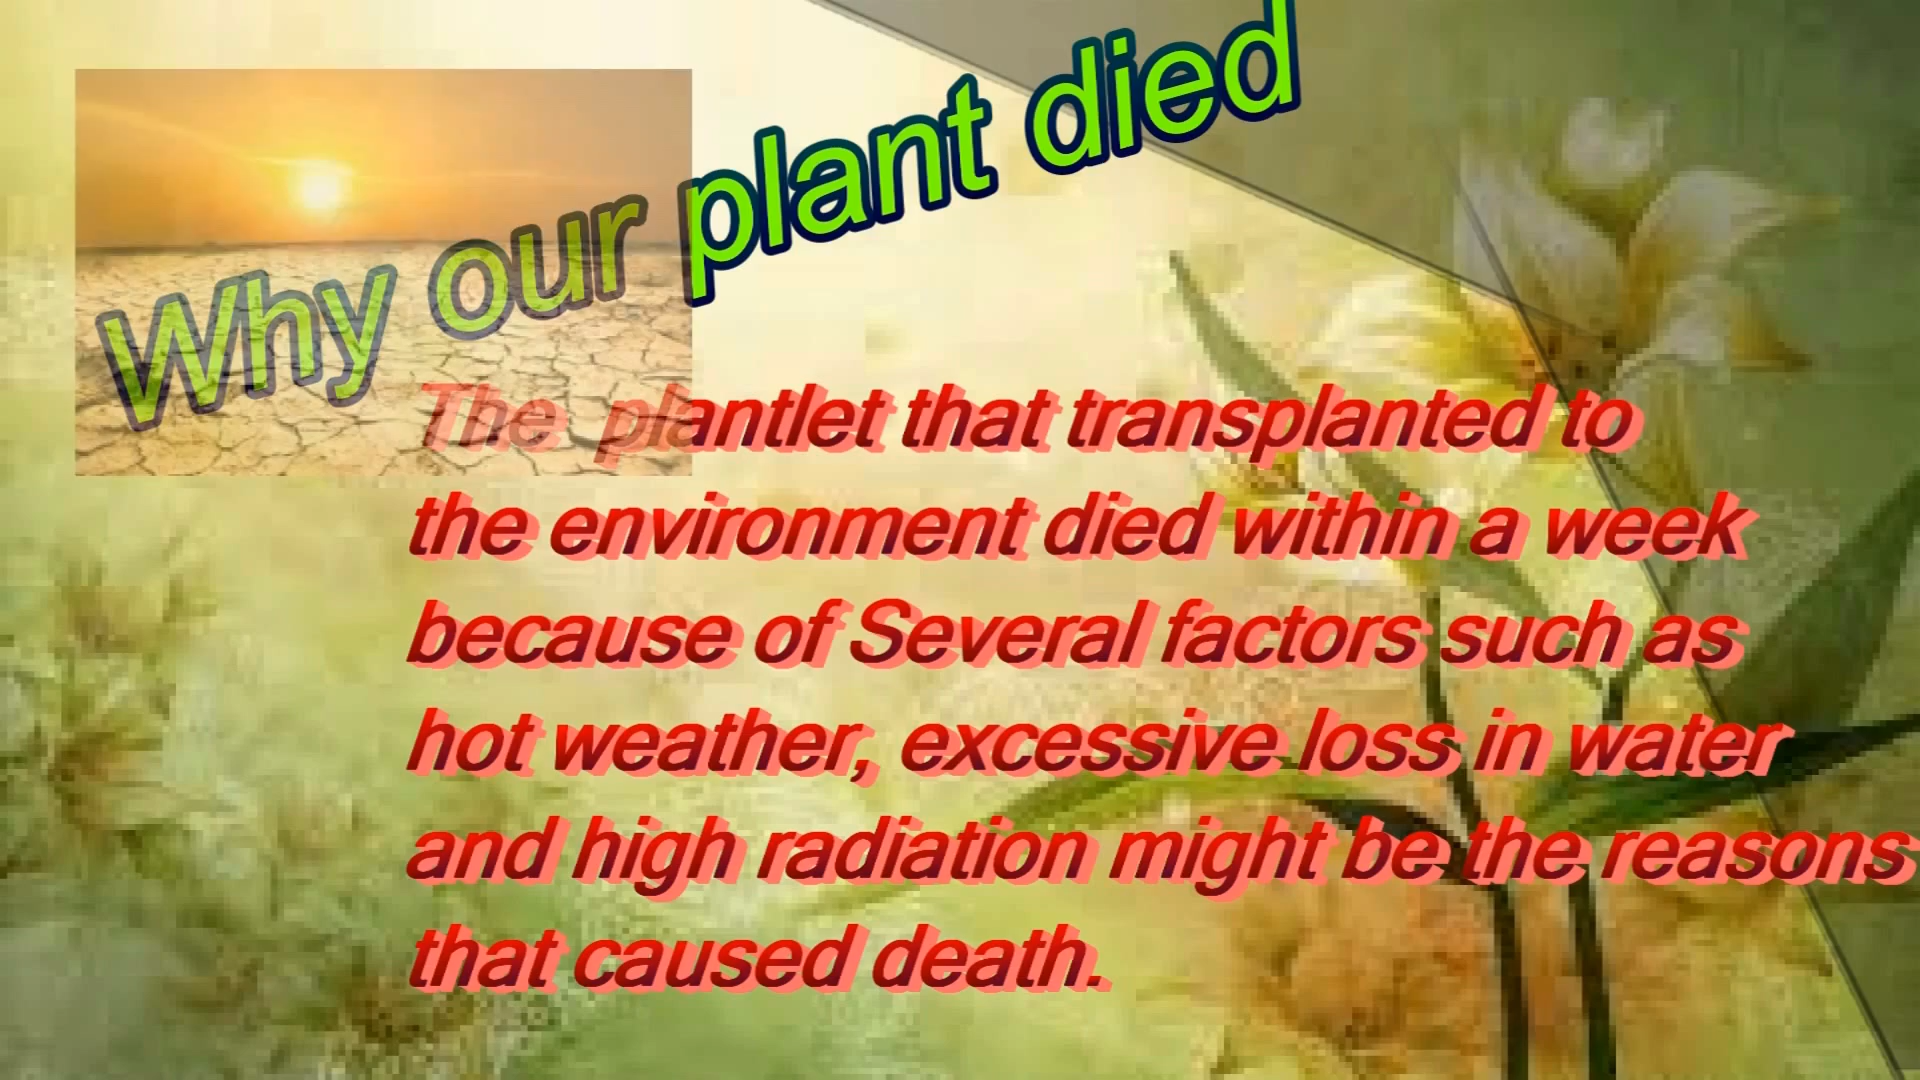 Why our plant died
The plantlet that transplanted to
the environment died within a week
because of Several factors such as
hot weather, excessive loss in water
and high radiation might be the reasons
that caused death.